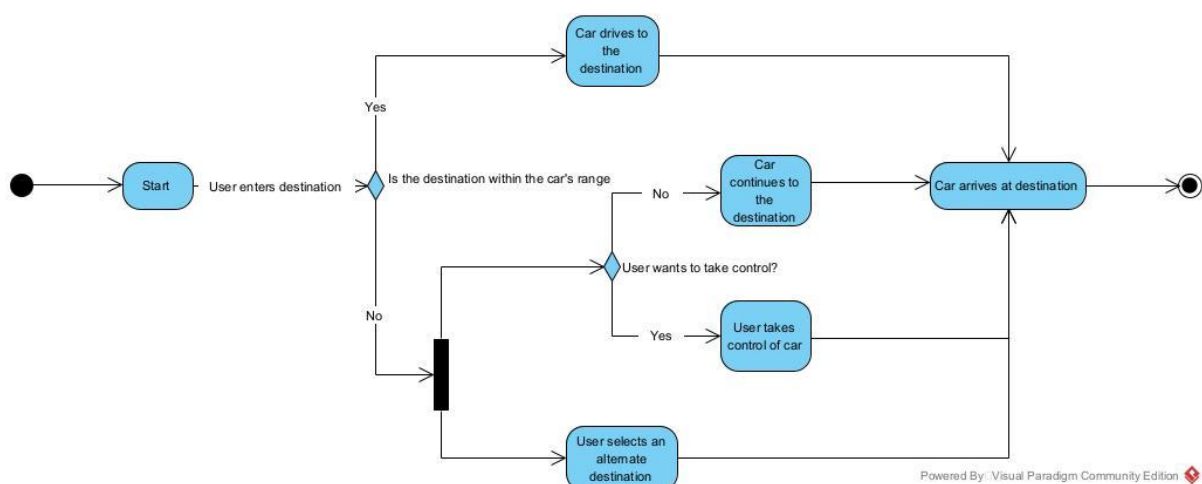 Car drives to
the
destination
Yes
Start
User enters destination
Is the destination within the car's range
Car
continues to
the
destination
No
Car arrives at destination
User wants to take control?
No
Yes
User takes
control of car
User selects an
alternate
destination
Powered By Visual Paradigm Community Edition